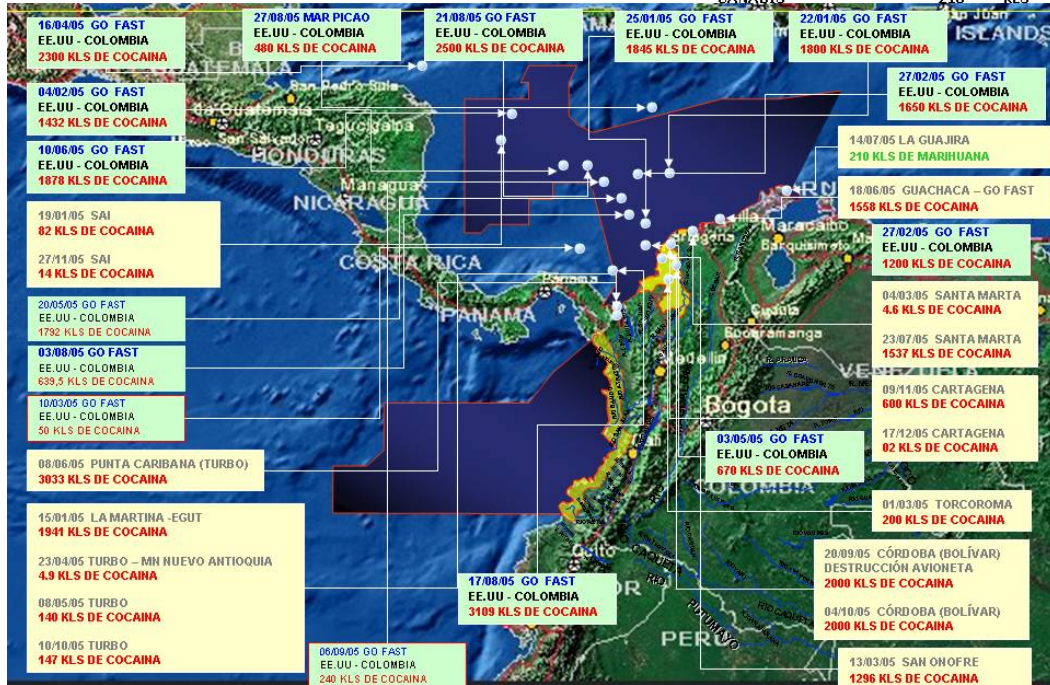 CANABIS 210 KLS
16/04/05 GO FAST
EE.UU - COLOMBIA
2300 KLS DE COCAINA
27/08/05 MAR PICAO
EE.UU - COLOMBIA
480 KLS DE COCAINA
21/08/05 GO FAST
EE.UU - COLOMBIA
2500 KLS DE COCAINA
25/01/05 GO FAST
EE.UU - COLOMBIA
1845 KLS DE COCAINA
22/01/05 GO FAST
EE.UU - COLOMBIA
1800 KLS DE COCAINA
ISLANDS
27/02/05 GO FAST
EE.UU - COLOMBIA
1650 KLS DE COCAINA
04/02/05 GO FAST
EE.UU - COLOMBIA
1432 KLS DE COCAINA
10/06/05 GO FAST
EE.UU - COLOMBIA
1878 KLS DE COCAINA
14/07/05 LA GUAJIRA
210 KLS DE MARIHUANA
18/06/05 GUACHACA – GO FAST
1558 KLS DE COCAINA
19/01/05 SAI
82 KLS DE COCAINA
27/11/05 SAI
14 KLS DE COCAINA
27/02/05 GO FAST
EE.UU - COLOMBIA
1200 KLS DE COCAINA
20/05/05 GO FAST
EE.UU - COLOMBIA
1792 KLS DE COCAINA
04/03/05 SANTA MARTA
4.6 KLS DE COCAINA
23/07/05 SANTA MARTA
1537 KLS DE COCAINA
03/08/05 GO FAST
EE.UU - COLOMBIA
639,5 KLS DE COCAINA
10/03/05 GO FAST
EE.UU - COLOMBIA
50 KLS DE COCAINA
09/11/05 CARTAGENA
600 KLS DE COCAINA
17/12/05 CARTAGENA
02 KLS DE COCAINA
03/05/05 GO FAST
EE.UU - COLOMBIA
670 KLS DE COCAINA
08/06/05 PUNTA CARIBANA (TURBO)
3033 KLS DE COCAINA
01/03/05 TORCOROMA
200 KLS DE COCAINA
15/01/05 LA MARTINA -EGUT
1941 KLS DE COCAINA
23/04/05 TURBO – MN NUEVO ANTIOQUIA
4.9 KLS DE COCAINA
08/05/05 TURBO
140 KLS DE COCAINA
10/10/05 TURBO
147 KLS DE COCAINA
20/09/05 CÓRDOBA (BOLÍVAR)
DESTRUCCIÓN AVIONETA
2000 KLS DE COCAINA
04/10/05 CÓRDOBA (BOLÍVAR)
2000 KLS DE COCAINA
17/08/05 GO FAST
EE.UU - COLOMBIA
3109 KLS DE COCAINA
06/09/05 GO FAST
EE.UU - COLOMBIA
240 KLS DE COCAINA
13/03/05 SAN ONOFRE
1296 KLS DE COCAINA
San Pedro Sula
Tegucigalpa
HONDURAS
Managua
NICARAGUA
COSTA RICA
Panama
PANAMA
Maracaibo
Barquisimeto
Cucuta
Bucaramanga
Medellin
Bogota
Quito
PUTUMAYO
PERU